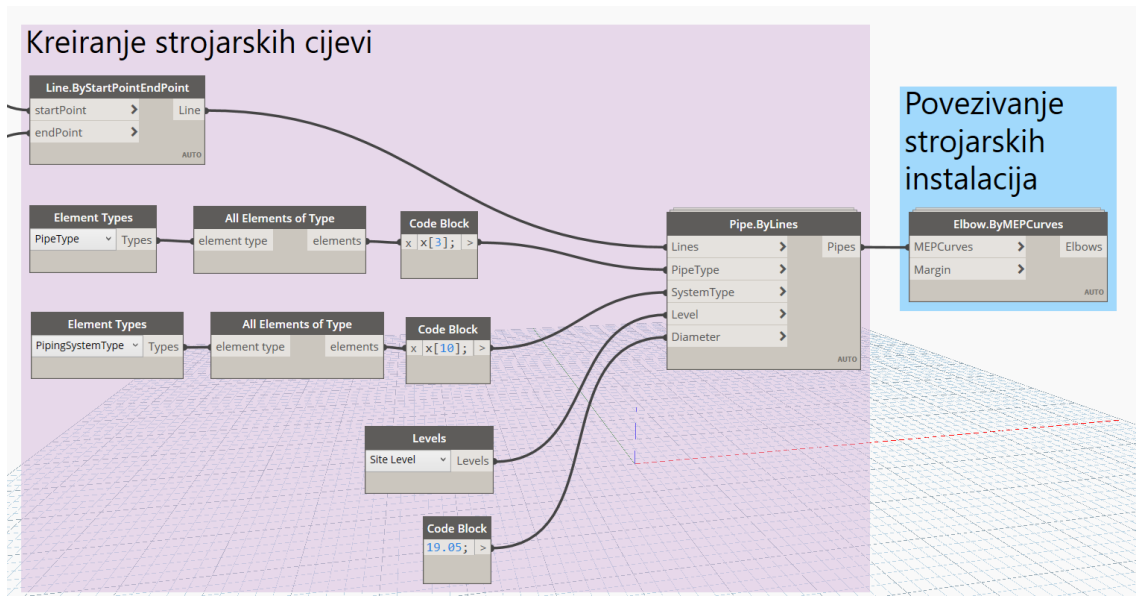 Kreiranje strojarskih cijevi
Line.ByStartPointEndPoint
startPoint > Line
endPoint >
AUTO
Element Types
PipeType Types
All Elements of Type
element type elements
Code Block
x x[3]; >
Element Types
PipingSystemType Types
All Elements of Type
element type elements
Code Block
x x[10]; >
Levels
Site Level Levels
Code Block
19.05; >
Pipe.ByLines
Lines > Pipes
PipeType >
SystemType >
Level >
Diameter >
AUTO
Povezivanje
strojarskih
instalacija
Elbow.ByMEPCurves
MEPCurves > Elbows
Margin >
AUTO